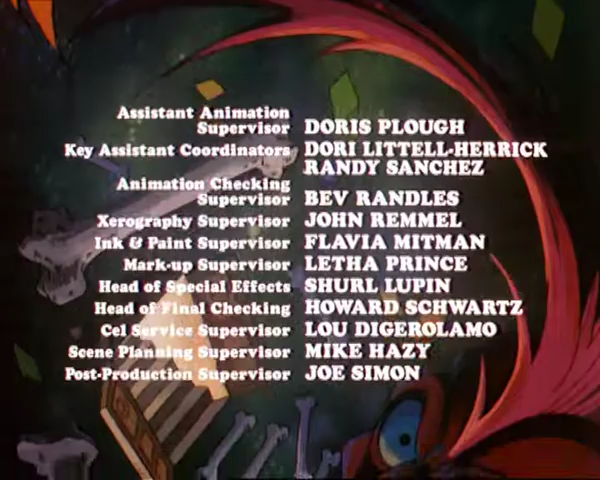 Assistant Animation
Supervisor DORIS PLOUGH
Key Assistant Coordinators DORI LITTELL-HERRICK
RANDY SANCHEZ
Animation Checking
Supervisor BEV RANDLES
Xerography Supervisor JOHN REMMEL
Ink & Paint Supervisor FLAVIA MITMAN
Mark-up Supervisor LETHA PRINCE
Head of Special Effects SHURL LUPIN
Head of Final Checking HOWARD SCHWARTZ
Cel Service Supervisor LOU DIGEROLAMO
Scene Planning Supervisor MIKE HAZY
Post-Production Supervisor JOE SIMON